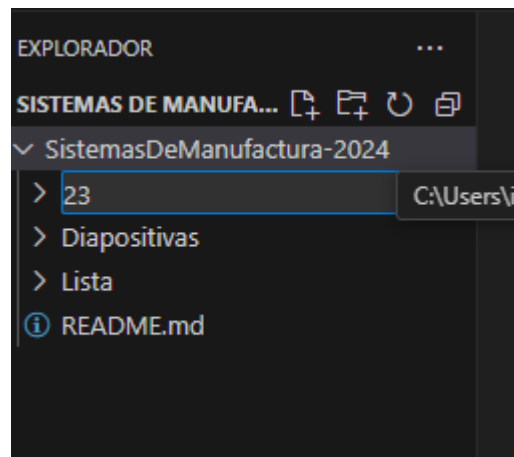 EXPLORADOR ...
SISTEMAS DE MANUFA...
SistemasDeManufactura-2024
23 C:\Users\i
Diapositivas
Lista
README.md